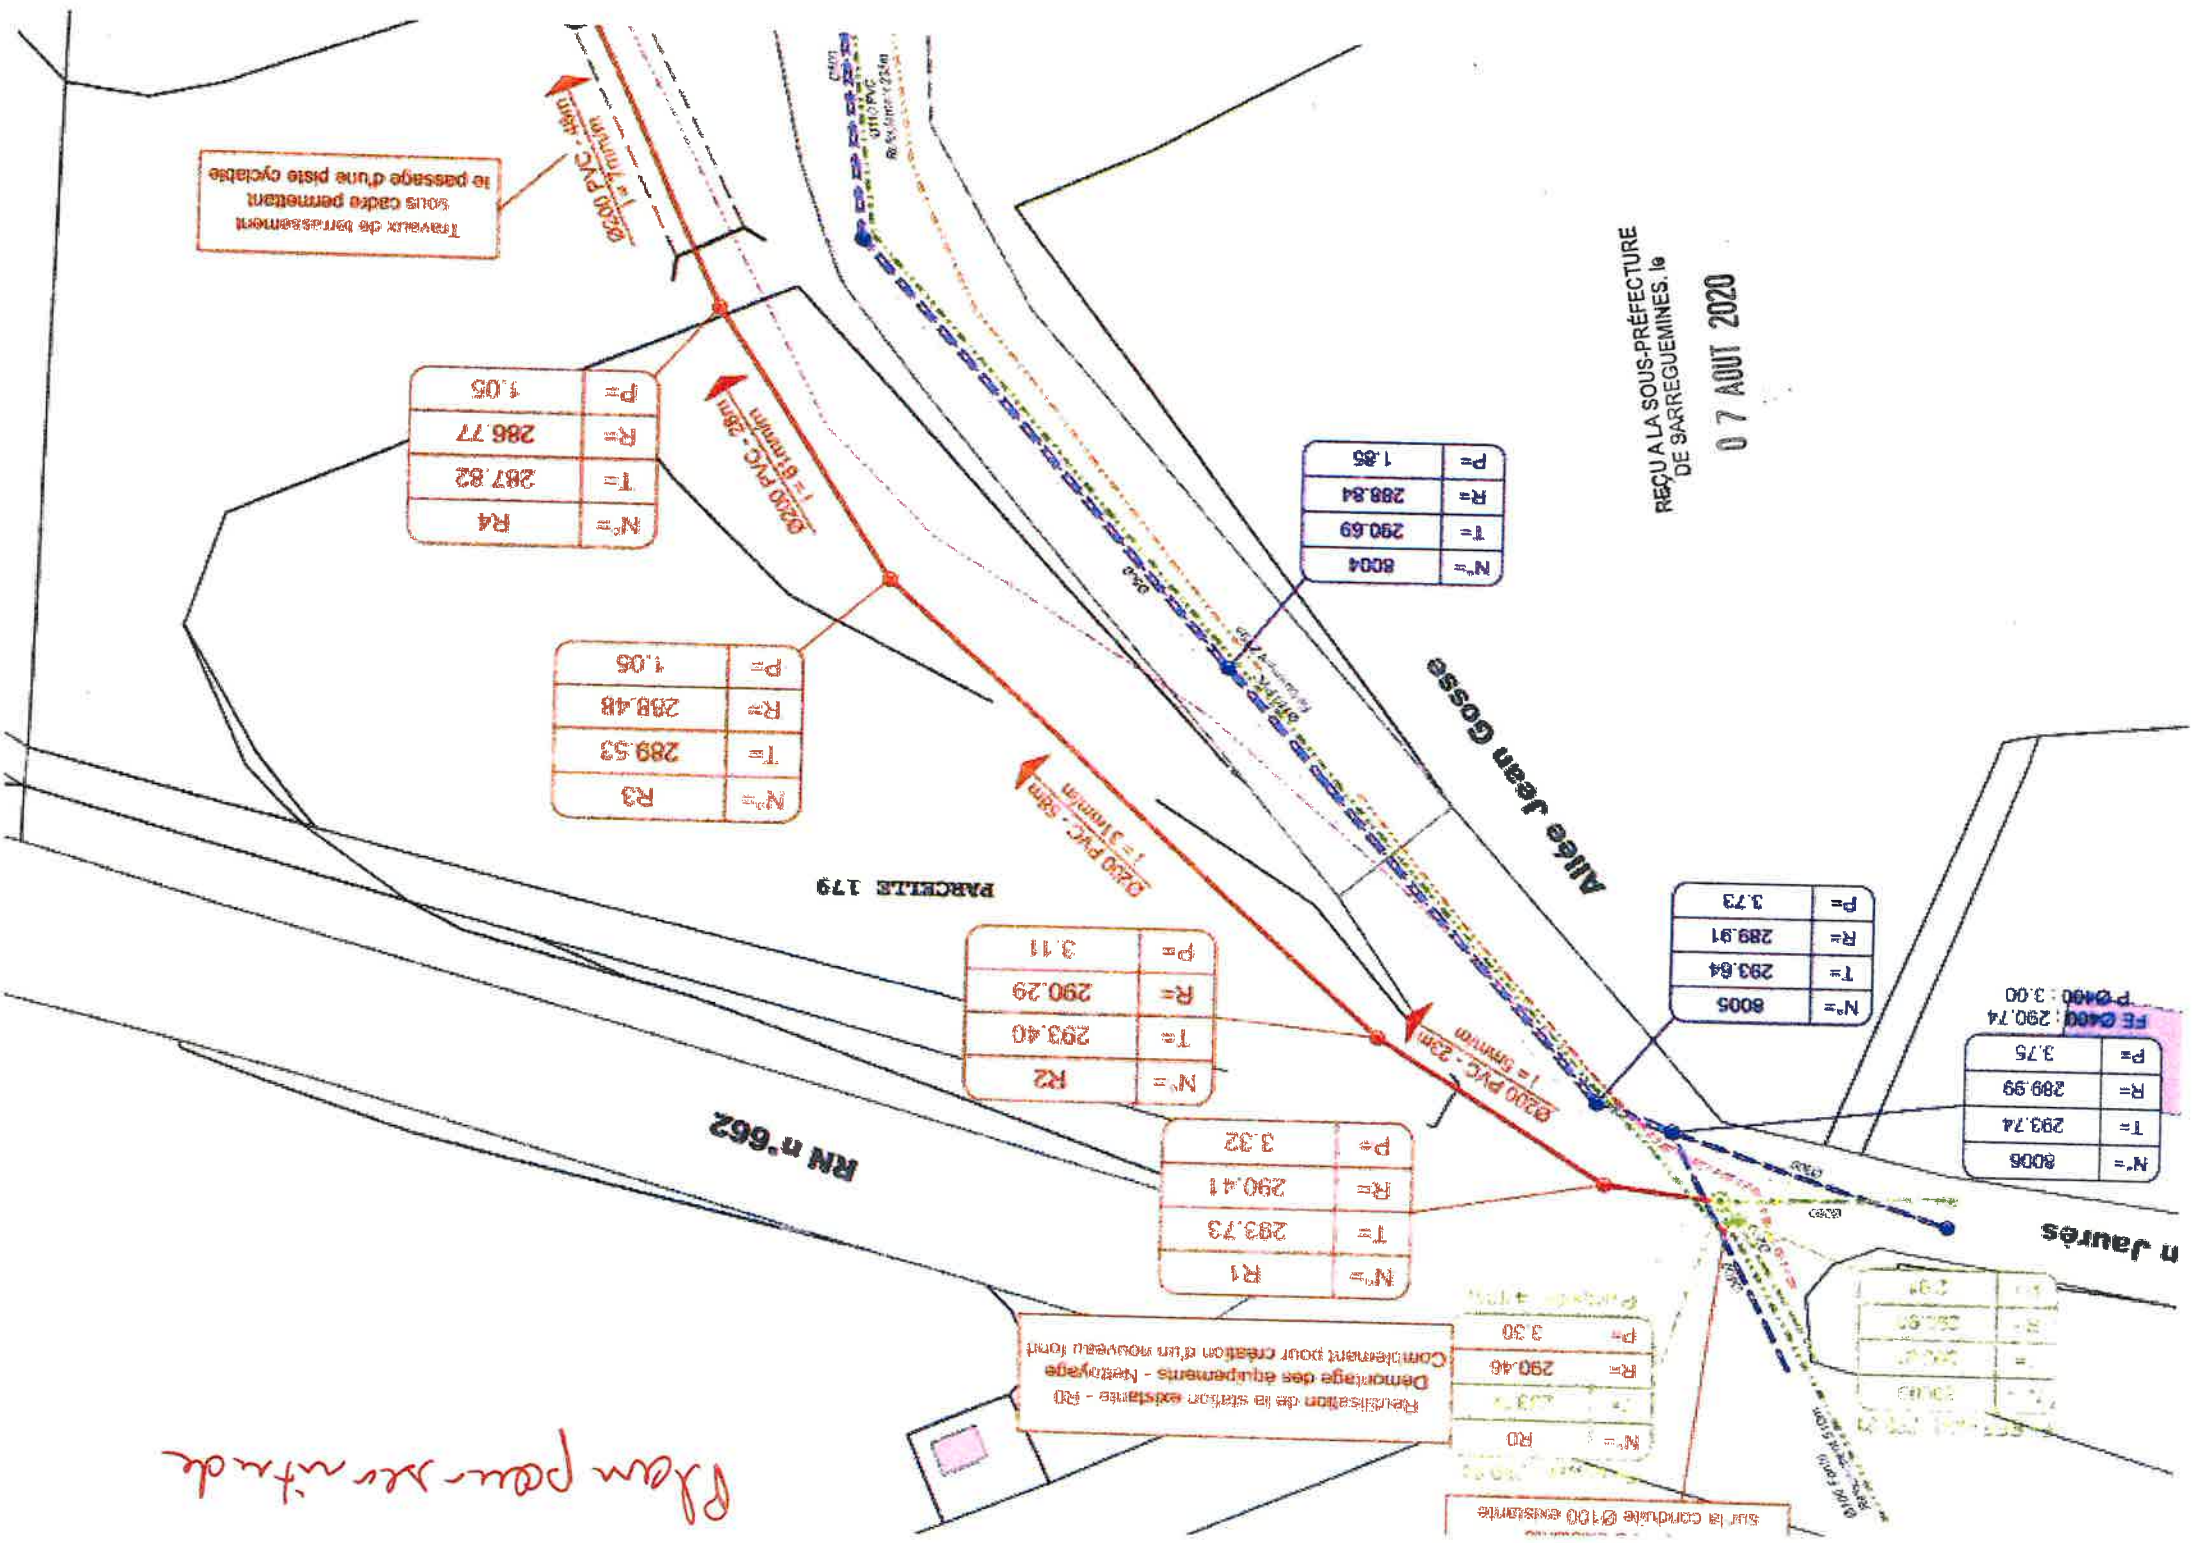 Plan pour servitude
sur la conduite Ø100 existante
Réutilisation de la station existante - R0
Démontage des équipements - Nettoyage
Complément pour création d'un nouveau fond
N°= R0
R= 290.46
P= 3.30
N°= R1
T= 293.73
R= 290.41
P= 3.32
n Jaurès
RN n°662
N°= 8006
T= 293.74
R= 289.99
P= 3.75
FE Ø400 : 290.74
P Ø400 : 3.00
N°= R2
T= 293.40
R= 290.29
P= 3.11
Ø200 PVC - 23m
i = 5mm/m
N°= 8005
T= 293.64
R= 289.91
P= 3.73
PARCELLE 179
Ø200 PVC - 58m
i = 31mm/m
Allée Jean Gosse
N°= R3
T= 289.53
R= 288.48
P= 1.05
N°= 8004
T= 290.69
R= 288.84
P= 1.85
Ø200 PVC - 28m
i = 61mm/m
N°= R4
T= 287.82
R= 286.77
P= 1.05
Ø200 PVC - 48m
i = 7mm/m
Travaux de terrassement
sous cadre permettant
le passage d'une piste cyclable
Ø110 PVC
REÇU A LA SOUS-PRÉFECTURE
DE SARREGUEMINES, le
07 AOUT 2020